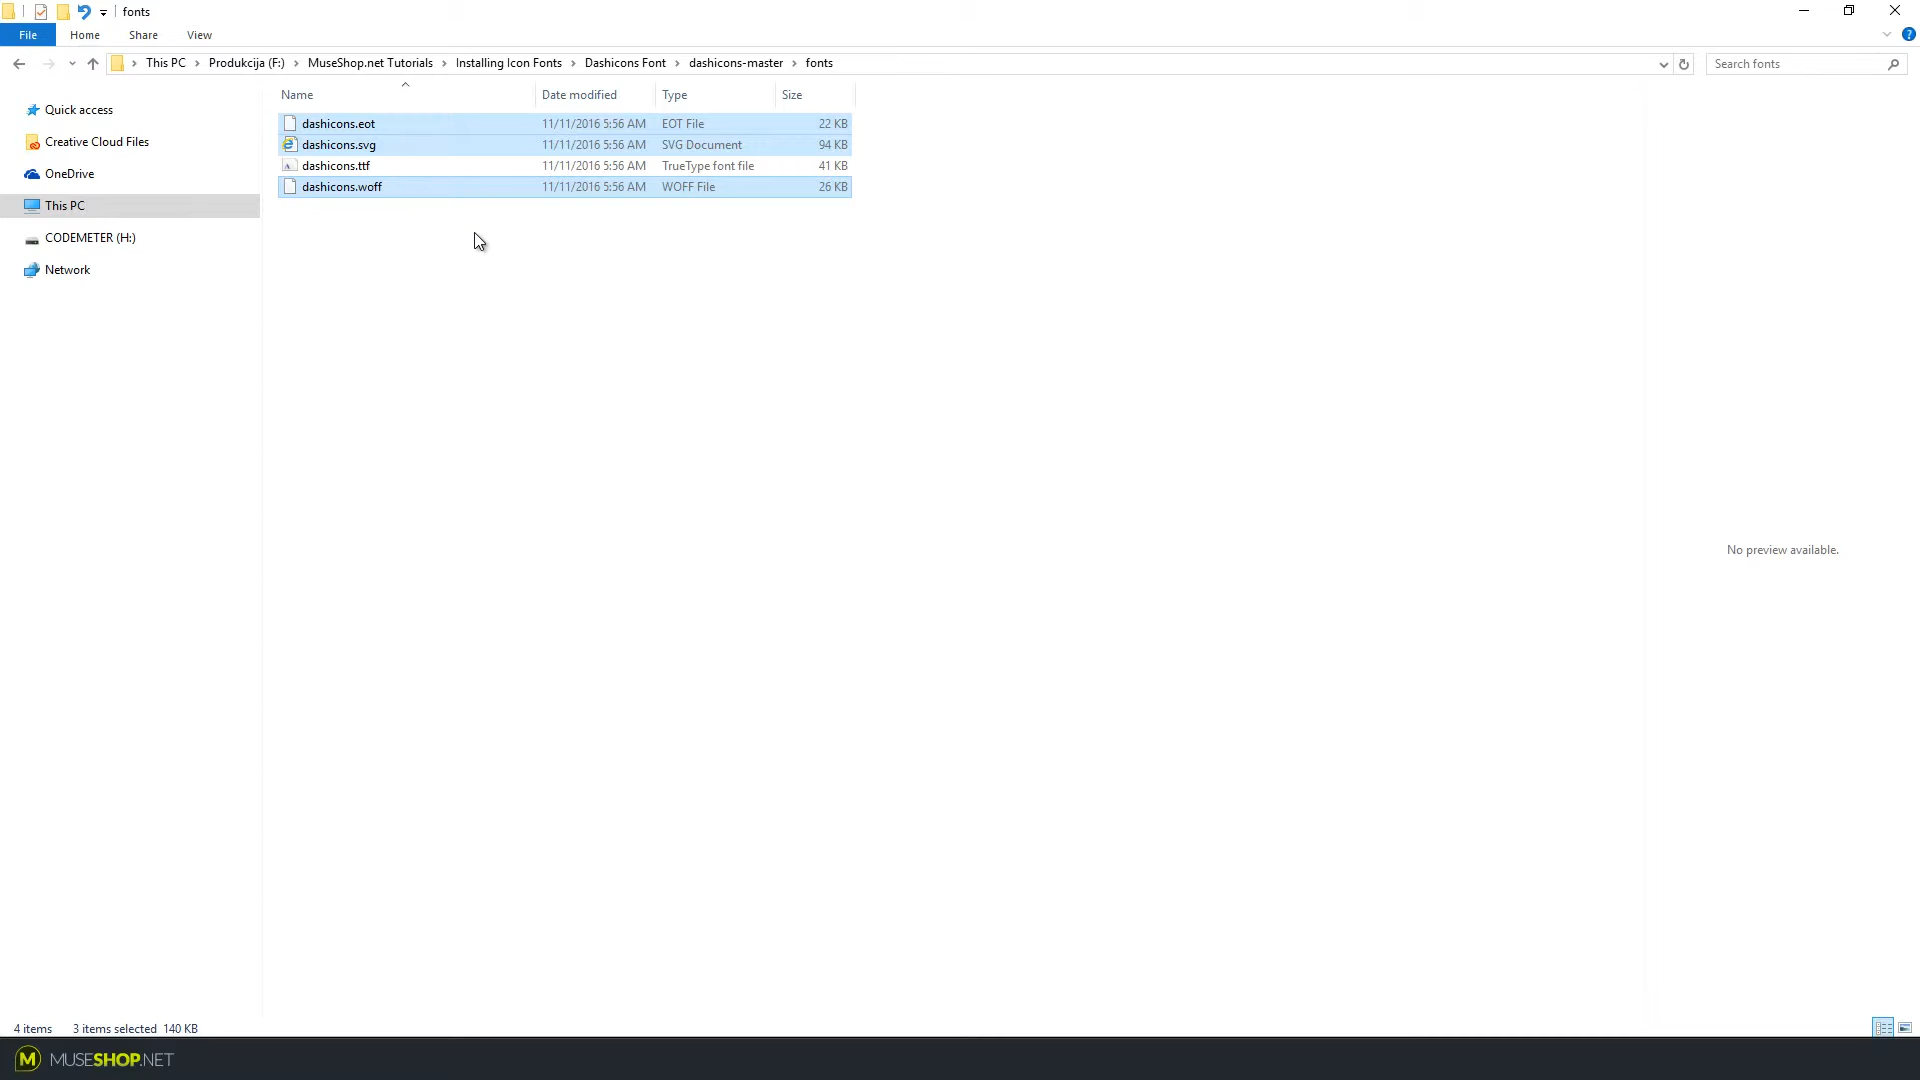 fonts
File Home Share View
This PC Produkcija (F:) MuseShop.net Tutorials Installing Icon Fonts Dashicons Font dashicons-master fonts Search fonts
Name Date modified Type Size
Quick access
Creative Cloud Files
OneDrive
This PC
CODEMETER (H:)
Network
dashicons.eot 11/11/2016 5:56 AM EOT File 22 KB
dashicons.svg 11/11/2016 5:56 AM SVG Document 94 KB
dashicons.ttf 11/11/2016 5:56 AM TrueType font file 41 KB
dashicons.woff 11/11/2016 5:56 AM WOFF File 26 KB
No preview available.
4 items 3 items selected 140 KB
M MUSESHOP.NET